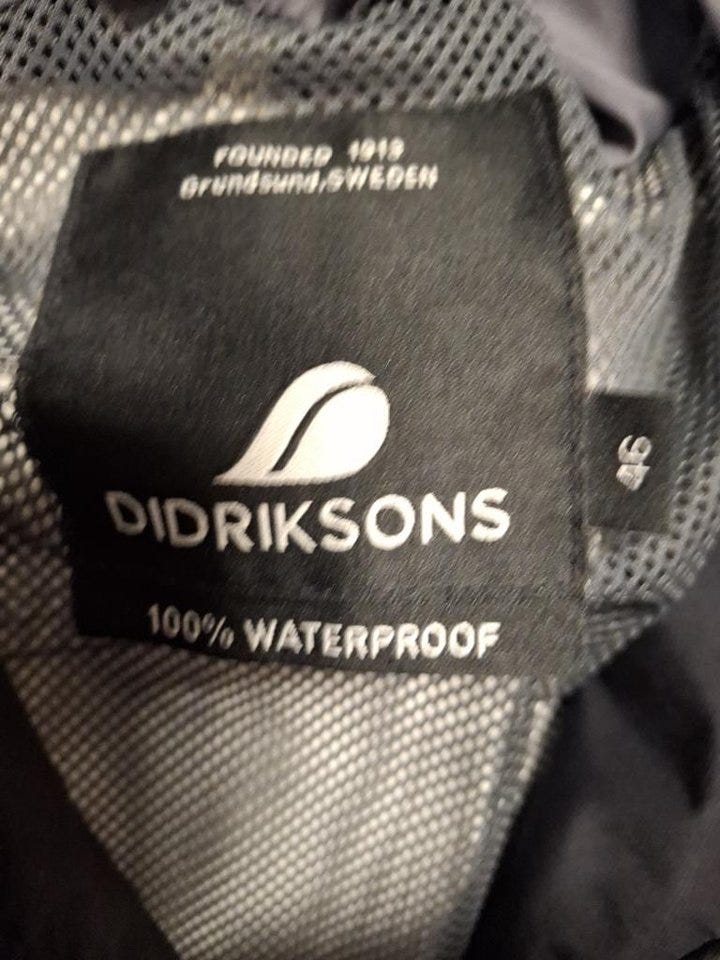 FOUNDED 1913
Grundsund,SWEDEN
DIDRIKSONS
100% WATERPROOF
46